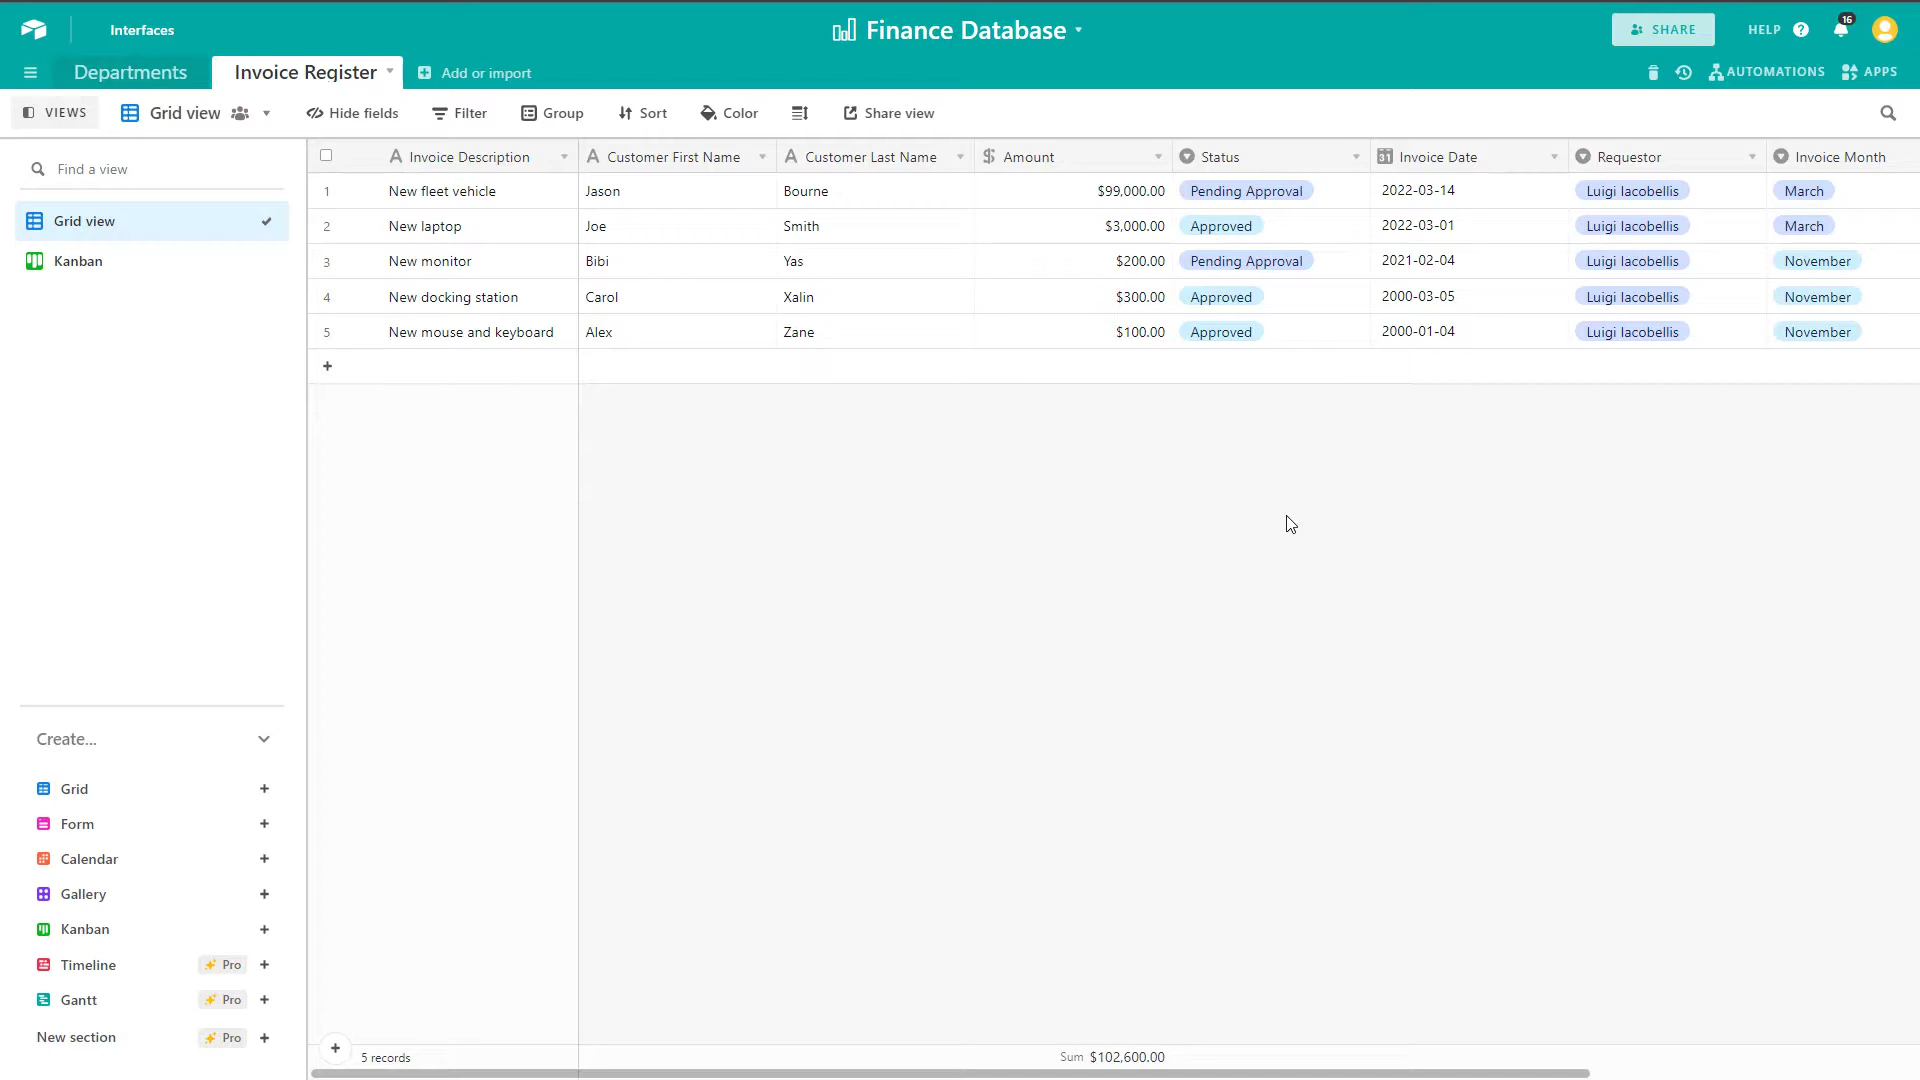 Interfaces
Finance Database
SHARE
HELP
16
Departments
Invoice Register
Add or import
AUTOMATIONS
APPS
VIEWS
Grid view
Hide fields
Filter
Group
Sort
Color
Share view
Find a view
Grid view
Kanban
Create...
Grid
Form
Calendar
Gallery
Kanban
Timeline Pro
Gantt Pro
New section Pro
Invoice Description Customer First Name Customer Last Name Amount Status 31 Invoice Date Requestor Invoice Month
1 New fleet vehicle Jason Bourne $99,000.00 Pending Approval 2022-03-14 Luigi Iacobellis March
2 New laptop Joe Smith $3,000.00 Approved 2022-03-01 Luigi Iacobellis March
3 New monitor Bibi Yas $200.00 Pending Approval 2021-02-04 Luigi Iacobellis November
4 New docking station Carol Xalin $300.00 Approved 2000-03-05 Luigi Iacobellis November
5 New mouse and keyboard Alex Zane $100.00 Approved 2000-01-04 Luigi Iacobellis November
5 records
Sum $102,600.00